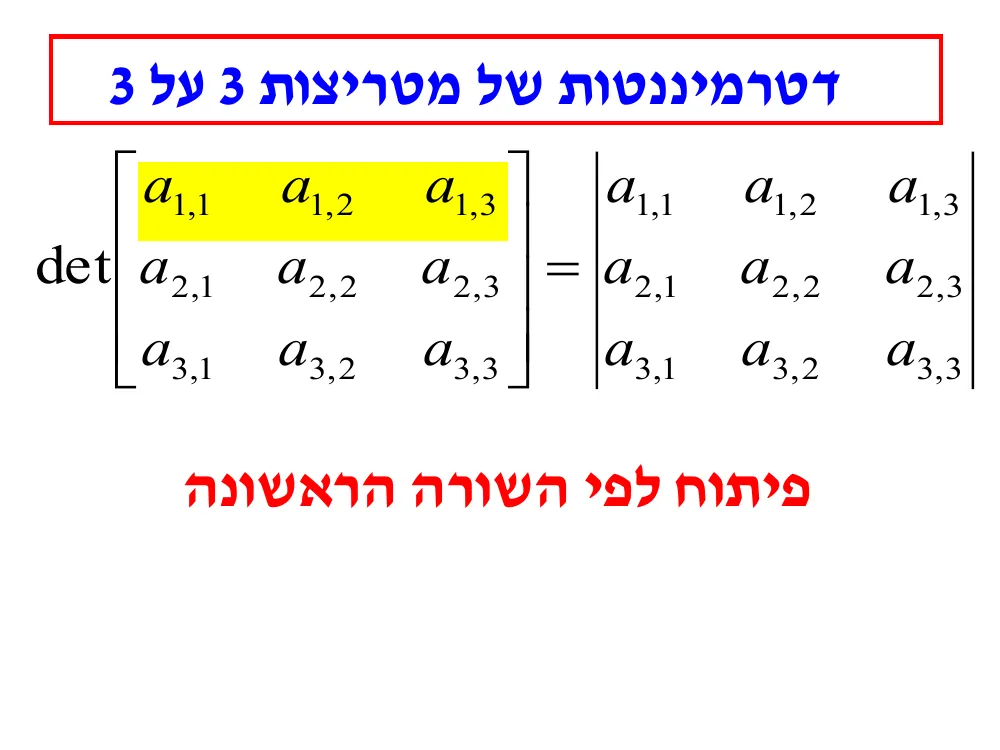 דטרמיננטות של מטריצות 3 על 3
a1,1 a1,2 a1,3 a1,1 a1,2 a1,3
det a2,1 a2,2 a2,3 = a2,1 a2,2 a2,3
a3,1 a3,2 a3,3 a3,1 a3,2 a3,3
פיתוח לפי השורה הראשונה